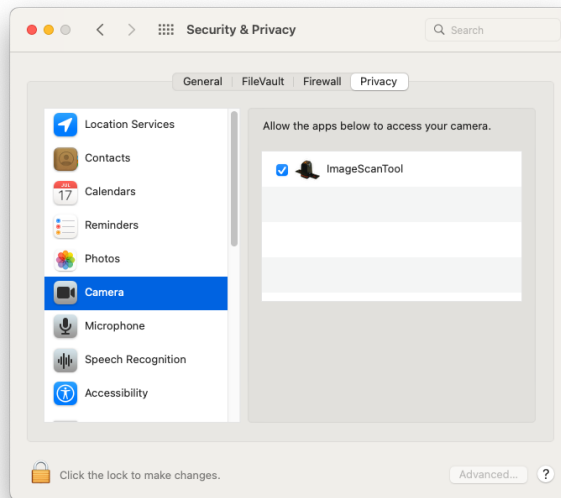 Security & Privacy
Search
General
FileVault
Firewall
Privacy
Location Services
Contacts
JUL
17
Calendars
Reminders
Photos
Camera
Microphone
Speech Recognition
Accessibility
Allow the apps below to access your camera.
ImageScanTool
Click the lock to make changes.
Advanced...
?